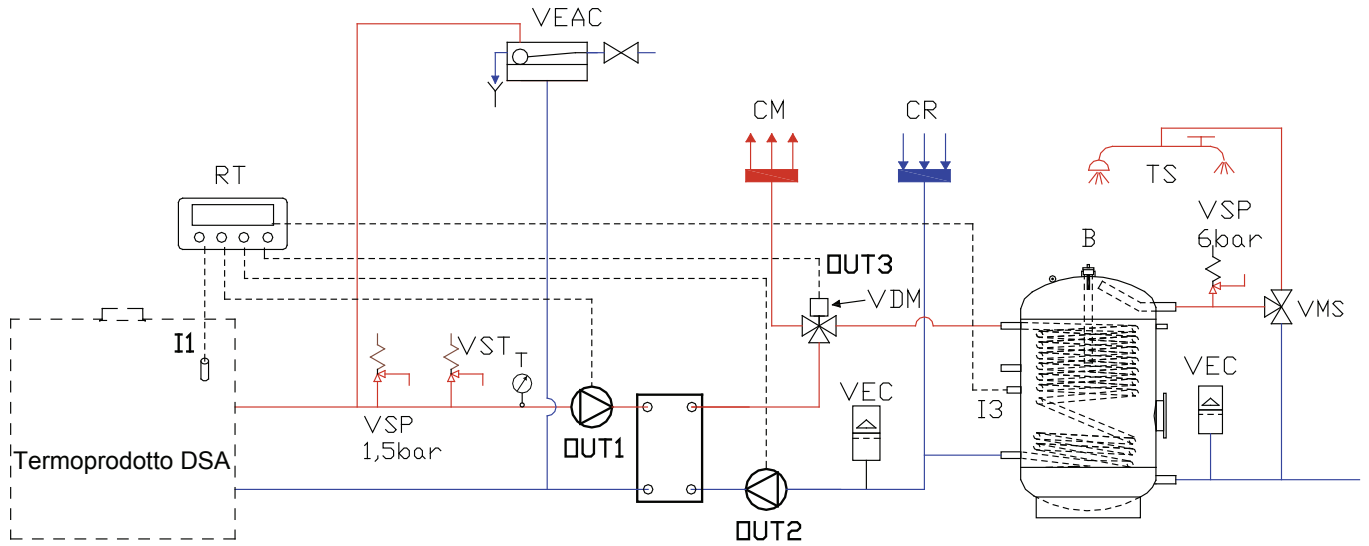 VEAC
CM
CR
RT
TS
VSP
6bar
B
OUT3
VDM
VMS
I1
VST
T
VEC
VEC
I3
VSP
1,5bar
OUT1
Termoprodotto DSA
OUT2